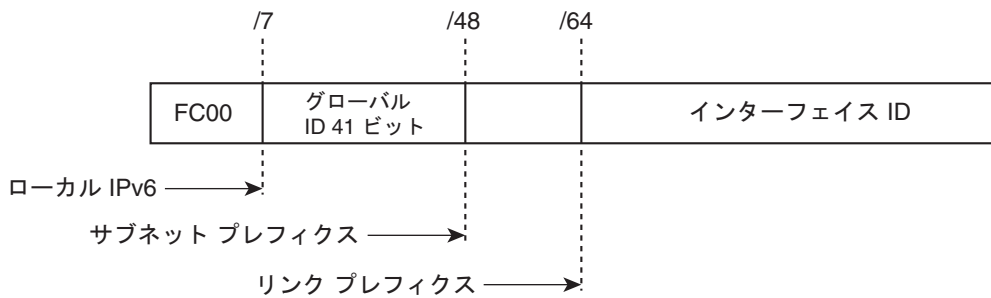 /7 /48 /64
FC00
グローバル
ID 41 ビット
インターフェイス ID
ローカル IPv6
サブネット プレフィクス
リンク プレフィクス